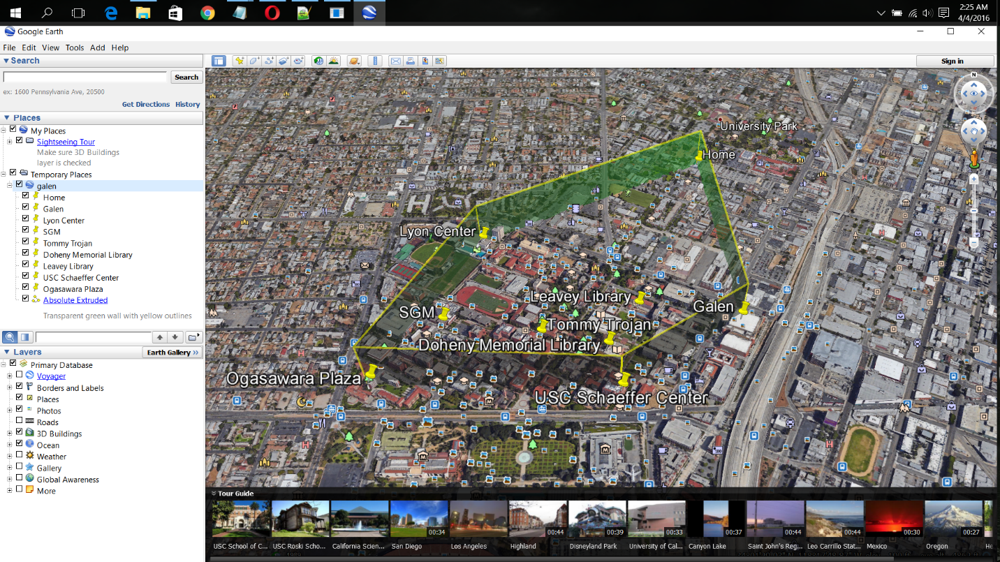 2:25 AM
4/4/2016
Google Earth
File Edit View Tools Add Help
Search
Sign in
Search
ex: 1600 Pennsylvania Ave, 20500
Get Directions History
Places
My Places
Sightseeing Tour
Make sure 3D Buildings
layer is checked
Temporary Places
galen
Home
Galen
Lyon Center
SGM
Tommy Trojan
Doheny Memorial Library
Leavey Library
USC Schaeffer Center
Ogasawara Plaza
Absolute Extruded
Transparent green wall with yellow outlines
Layers
Earth Gallery »
Primary Database
Voyager
Borders and Labels
Places
Photos
Roads
3D Buildings
Ocean
Weather
Gallery
Global Awareness
More
N
University Park
Home
Lyon Center
Leavey Library
Galen
SGM
Tommy Trojan
Doheny Memorial Library
Ogasawara Plaza
USC Schaeffer Center
Tour Guide
00:34
00:44
00:39
00:33
00:37
00:44
00:44
00:30
00:27
USC School of C...
USC Roski Scho...
California Scien...
San Diego
Los Angeles
Highland
Disneyland Park
University of Cal...
Canyon Lake
Saint John's Reg...
Leo Carrillo Stat...
Mexico
Oregon